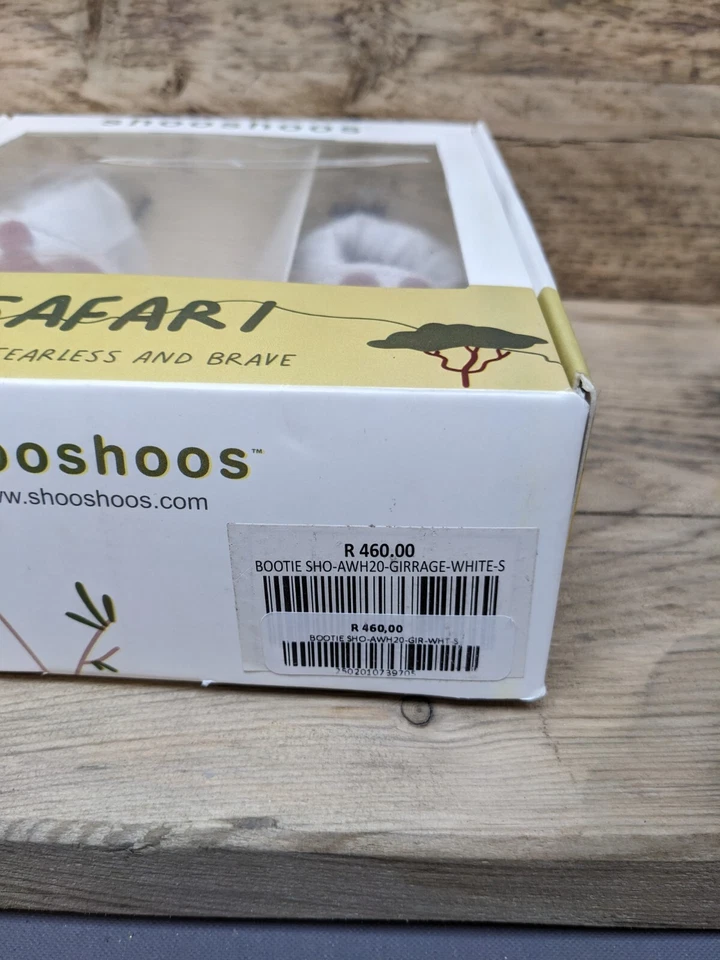 shooshoos
SAFARI
FEARLESS AND BRAVE
ooshoos™
w.shooshoos.com
R 460.00
BOOTIE SHO-AWH20-GIRRAGE-WHITE-S
R 460,00
BOOTIE SHO-AWH20-GIR-WHT-S